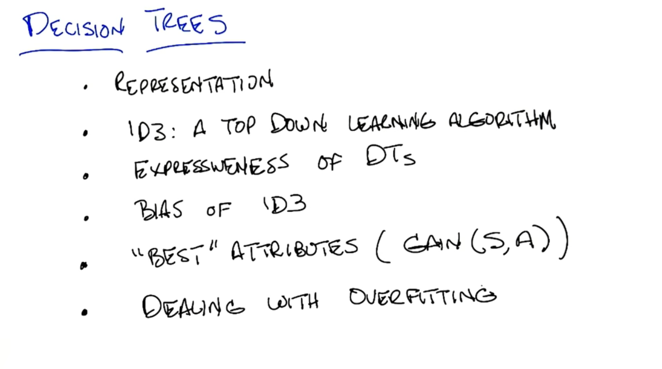 DECISION TREES
• REPRESENTATION
• ID3: A TOP DOWN LEARNING ALGORITHM
• EXPRESSIVENESS OF DTs
• BIAS OF ID3
• "BEST" ATTRIBUTES (GAIN(S,A))
• DEALING WITH OVERFITTING